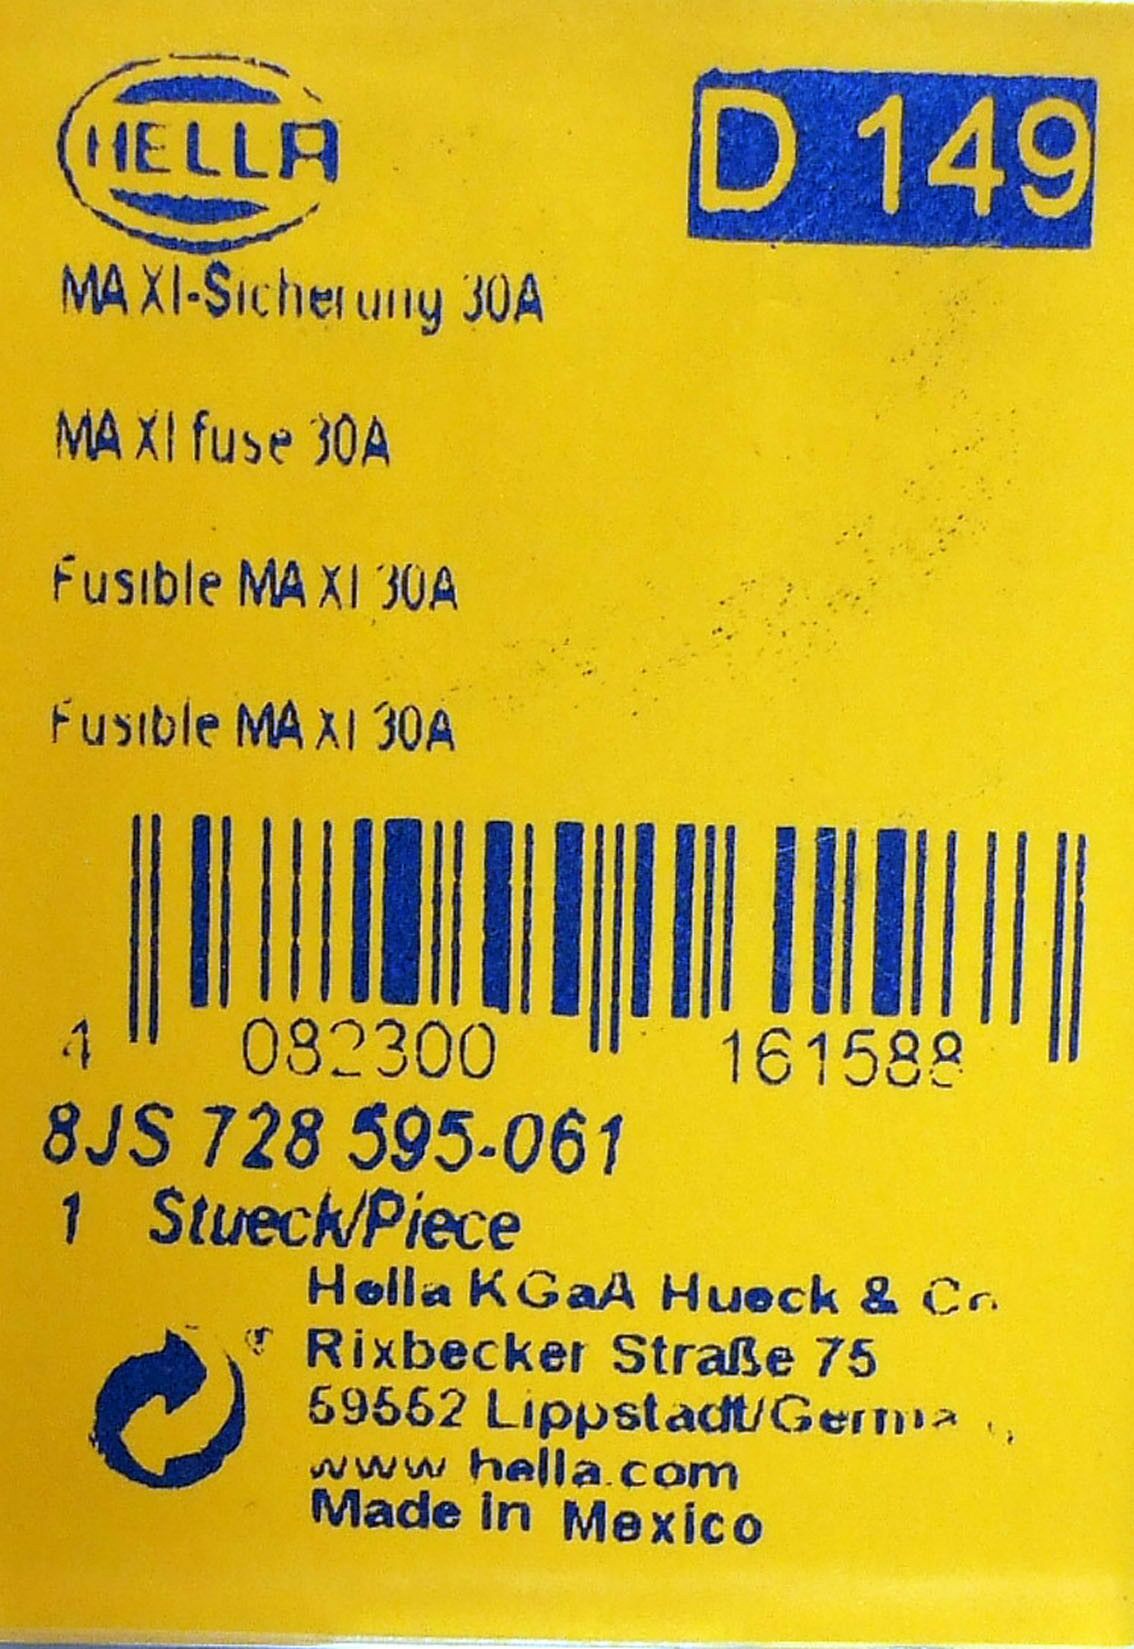 HELLA
D 149
MAXI-Sicherung 30A
MAXI fuse 30A
Fusible MAXI 30A
Fusible MAXI 30A
4 082300 161588
8JS 728 595-061
1 Stueck/Piece
Hella KGaA Hueck & Co.
Rixbecker Straße 75
59552 Lippstadt/Germany
www.hella.com
Made in Mexico